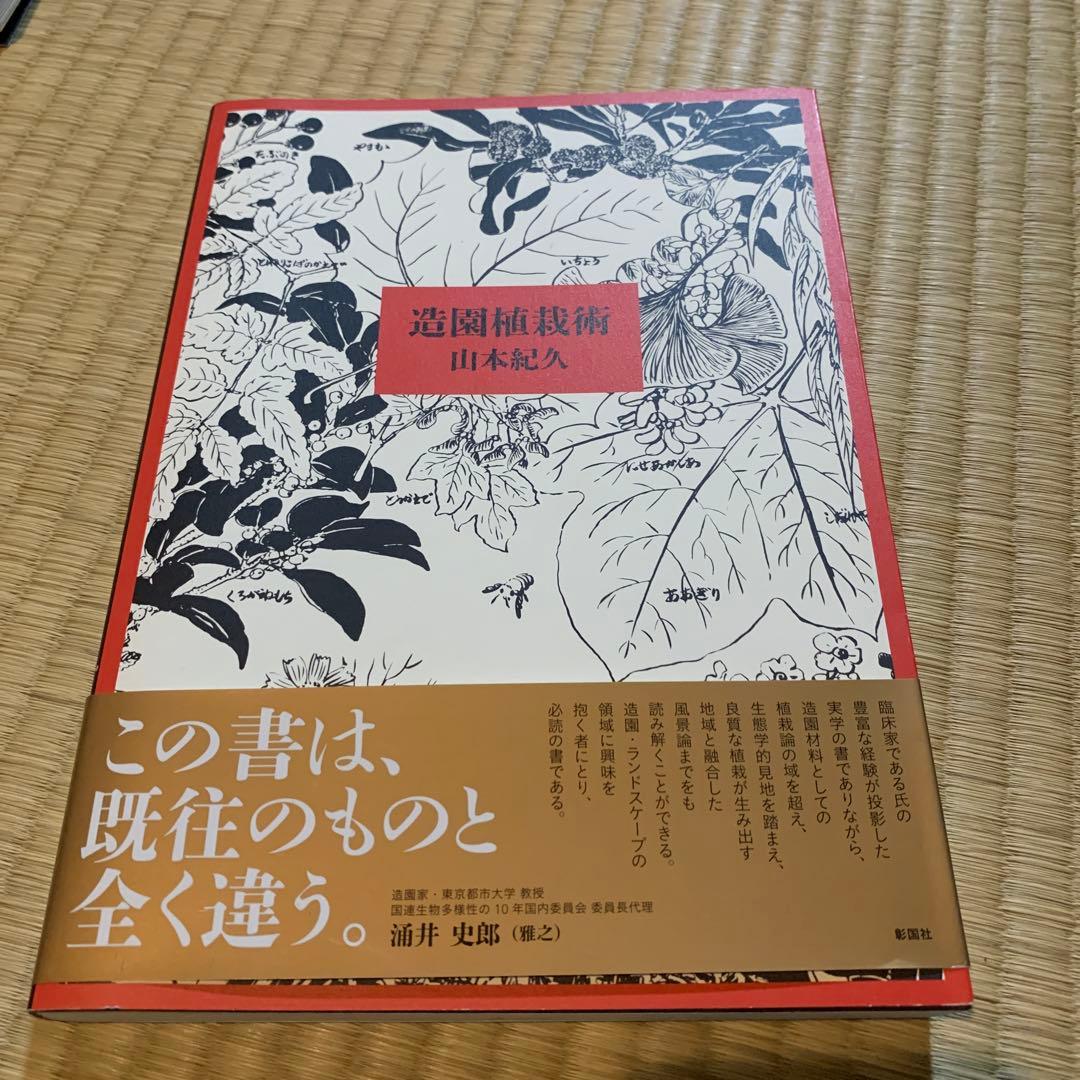 たぶのき
やまもも
いちょう
造園植栽術
山本紀久
とうかえで
あおぎり
くろがねもち
この書は、
既往のものと
全く違う。
臨床家である氏の
豊富な経験が投影した
実学の書でありながら、
造園材料としての
植栽論の域を超え、
生態学的見地を踏まえ、
良質な植栽が生み出す
地域と融合した
風景論までをも
読み解くことができる。
造園・ランドスケープの
領域に興味を
抱く者にとり、
必読の書である。
造園家・東京都市大学 教授
国連生物多様性の10年国内委員会 委員長代理
涌井 史郎（雅之）
彰国社